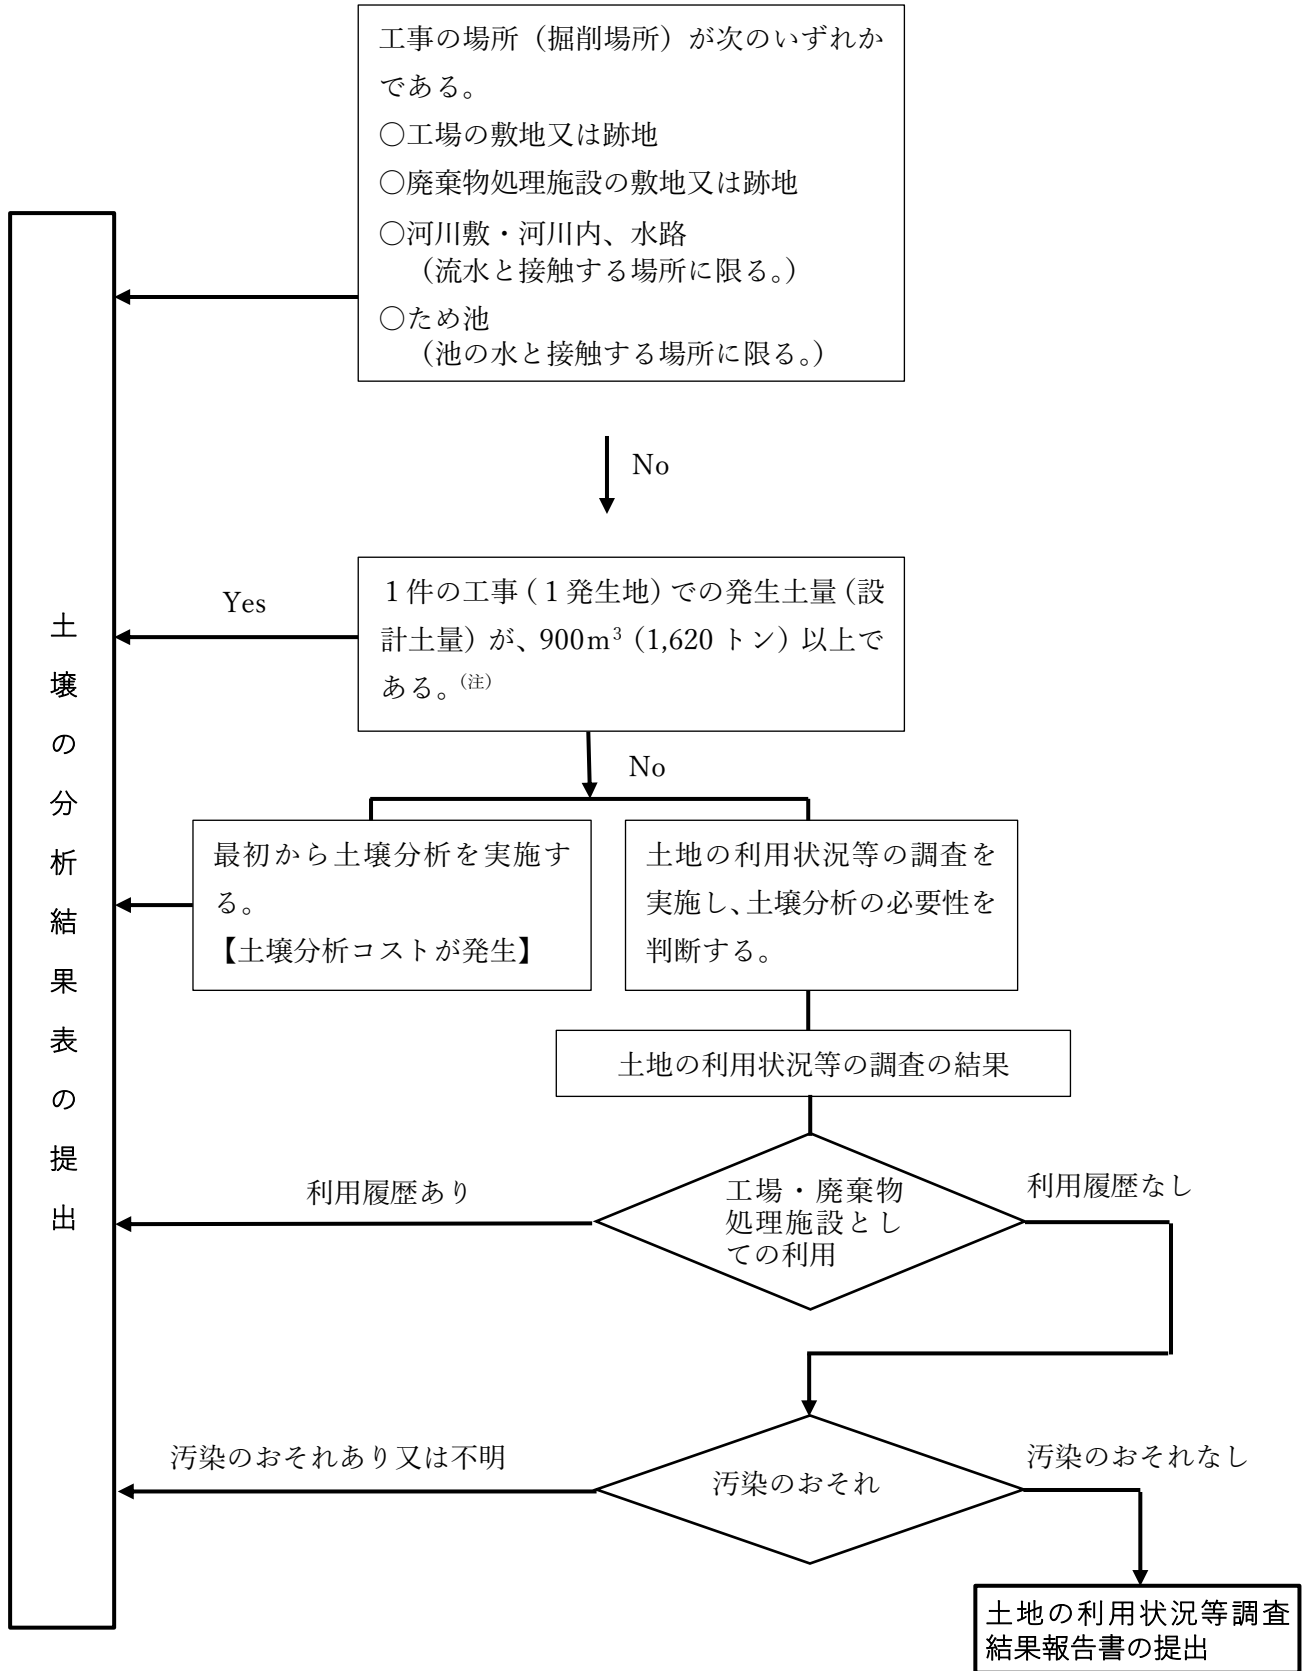 工事の場所（掘削場所）が次のいずれか
である。
○工場の敷地又は跡地
○廃棄物処理施設の敷地又は跡地
○河川敷・河川内、水路
（流水と接触する場所に限る。）
○ため池
（池の水と接触する場所に限る。）
No
１件の工事（１発生地）での発生土量（設
計土量）が、900m³（1,620 トン）以上で
ある。(注)
Yes
No
最初から土壌分析を実施す
る。
【土壌分析コストが発生】
土地の利用状況等の調査を
実施し、土壌分析の必要性を
判断する。
土地の利用状況等の調査の結果
工場・廃棄物
処理施設とし
ての利用
利用履歴あり
利用履歴なし
汚染のおそれ
汚染のおそれあり又は不明
汚染のおそれなし
土壌の分析結果表の提出
土地の利用状況等調査
結果報告書の提出